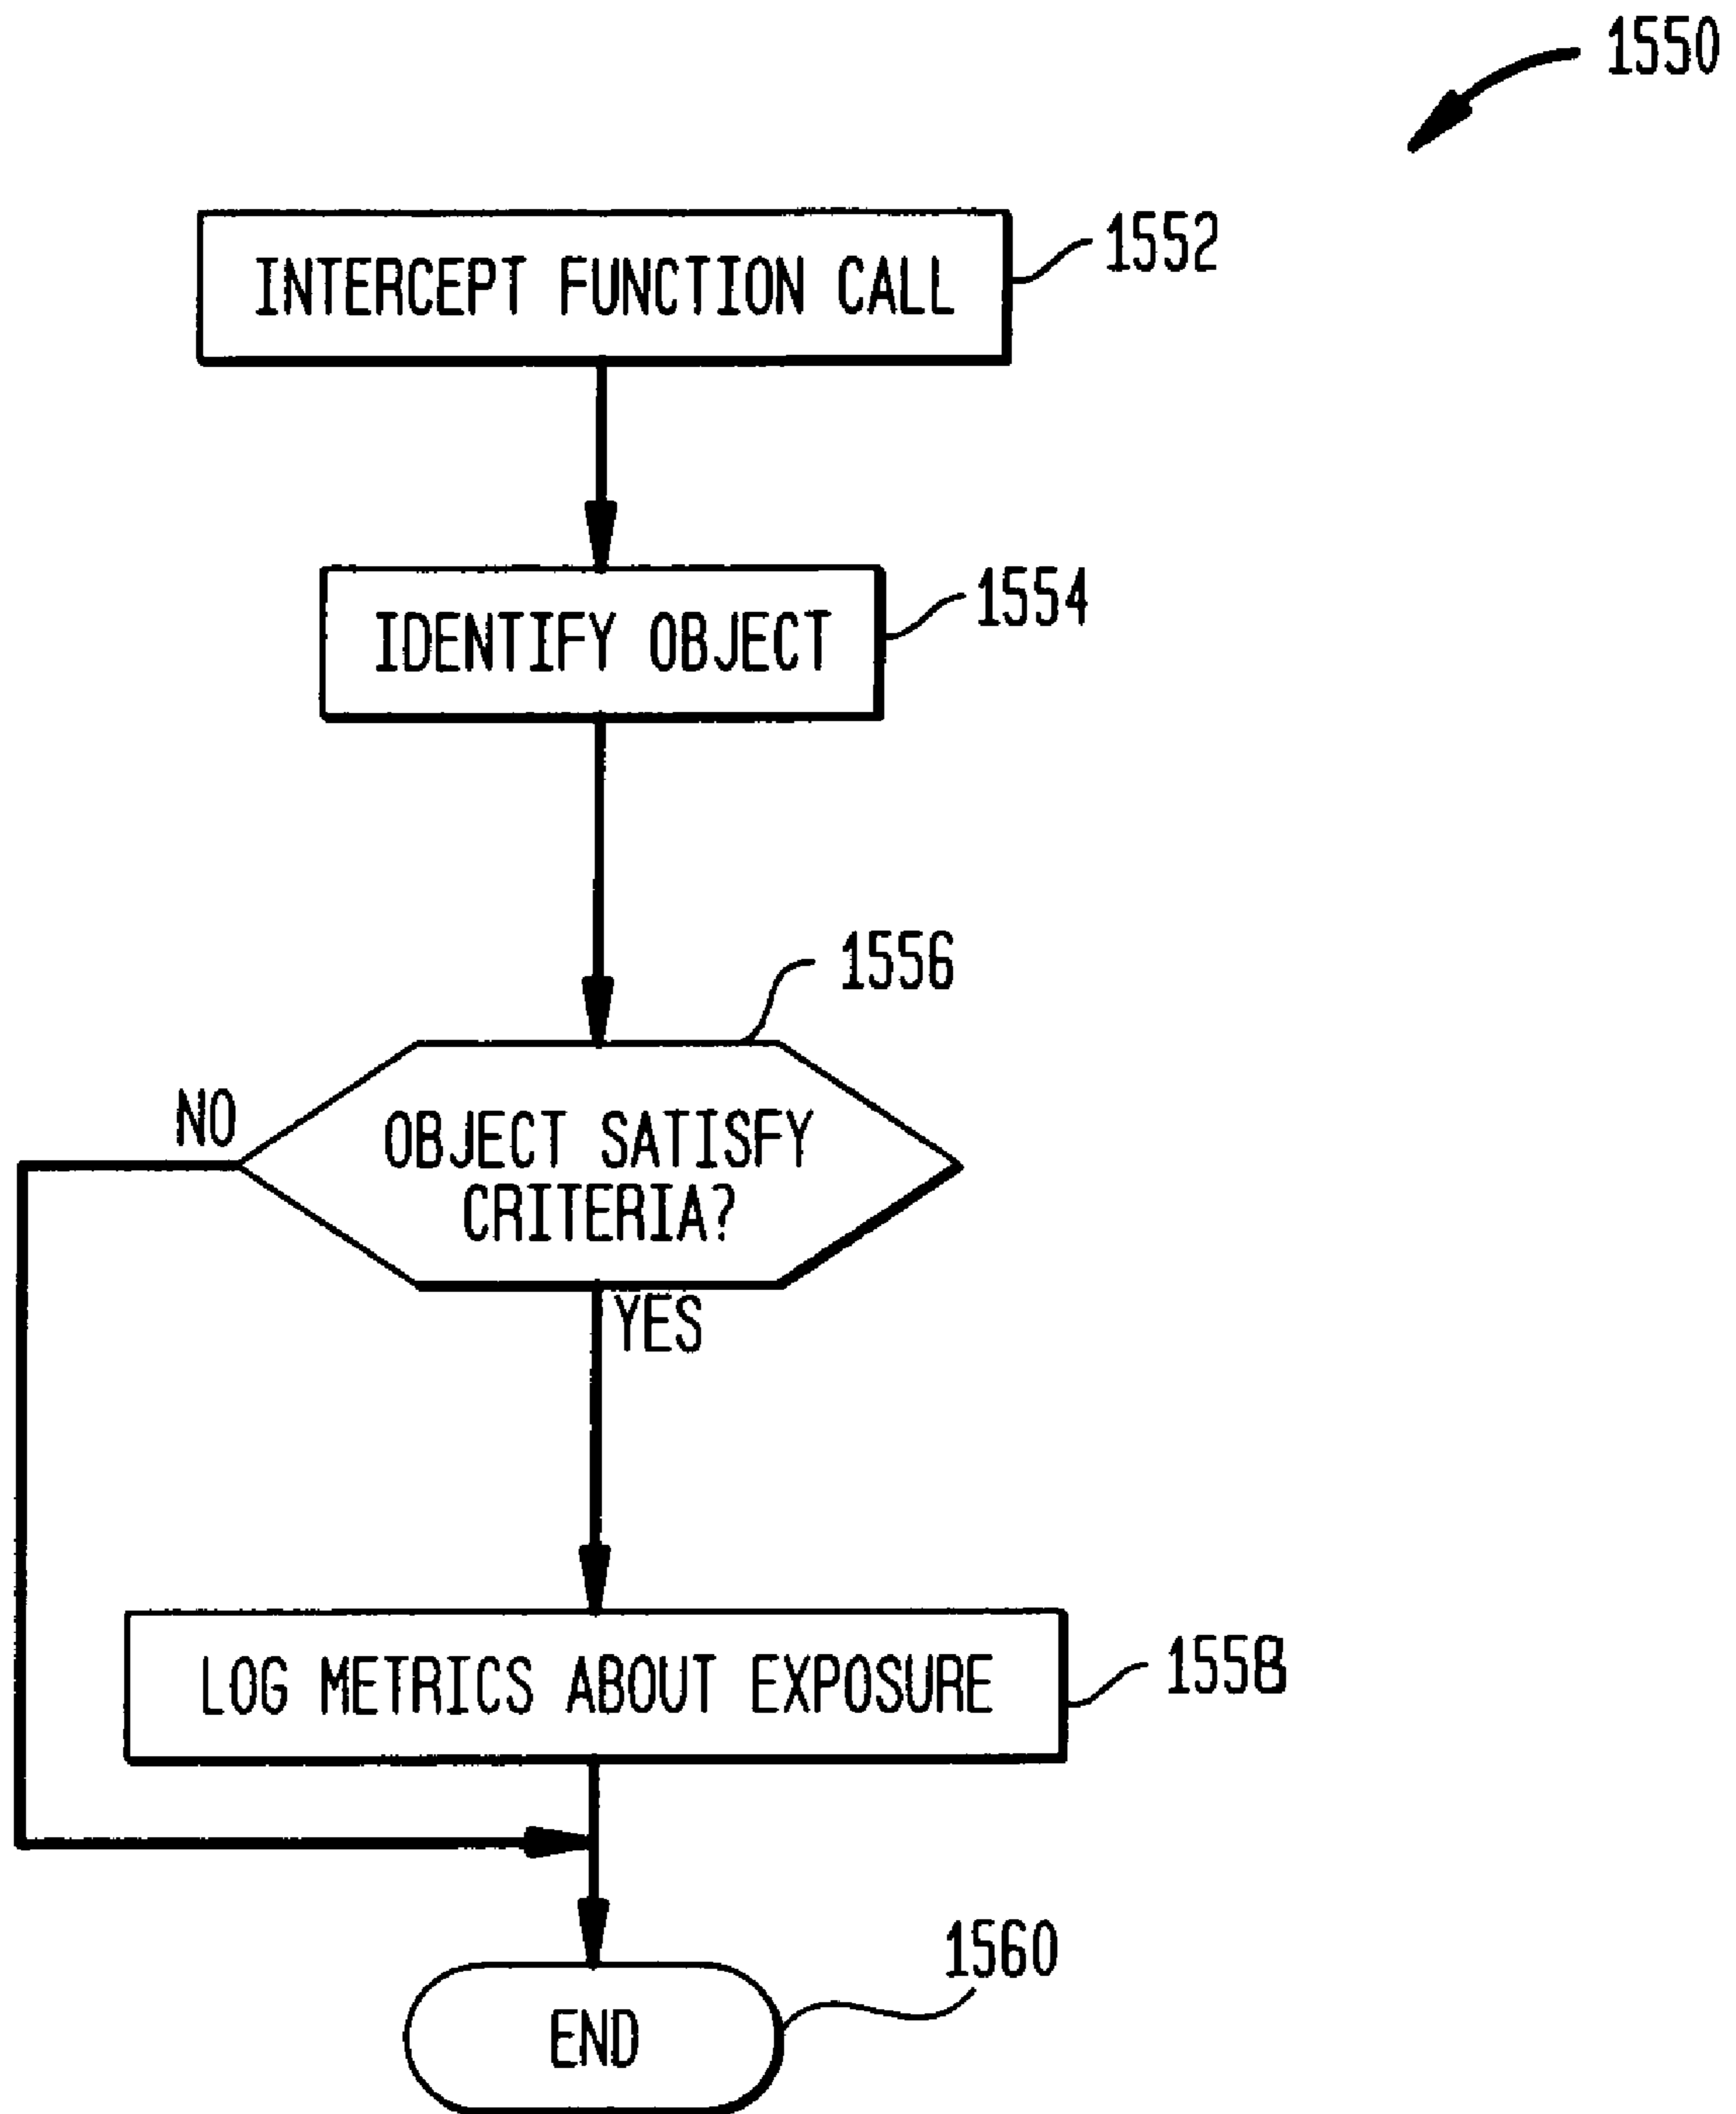 1550
INTERCEPT FUNCTION CALL
1552
IDENTIFY OBJECT
1554
1556
NO
OBJECT SATISFY
CRITERIA?
YES
LOG METRICS ABOUT EXPOSURE
1558
1560
END